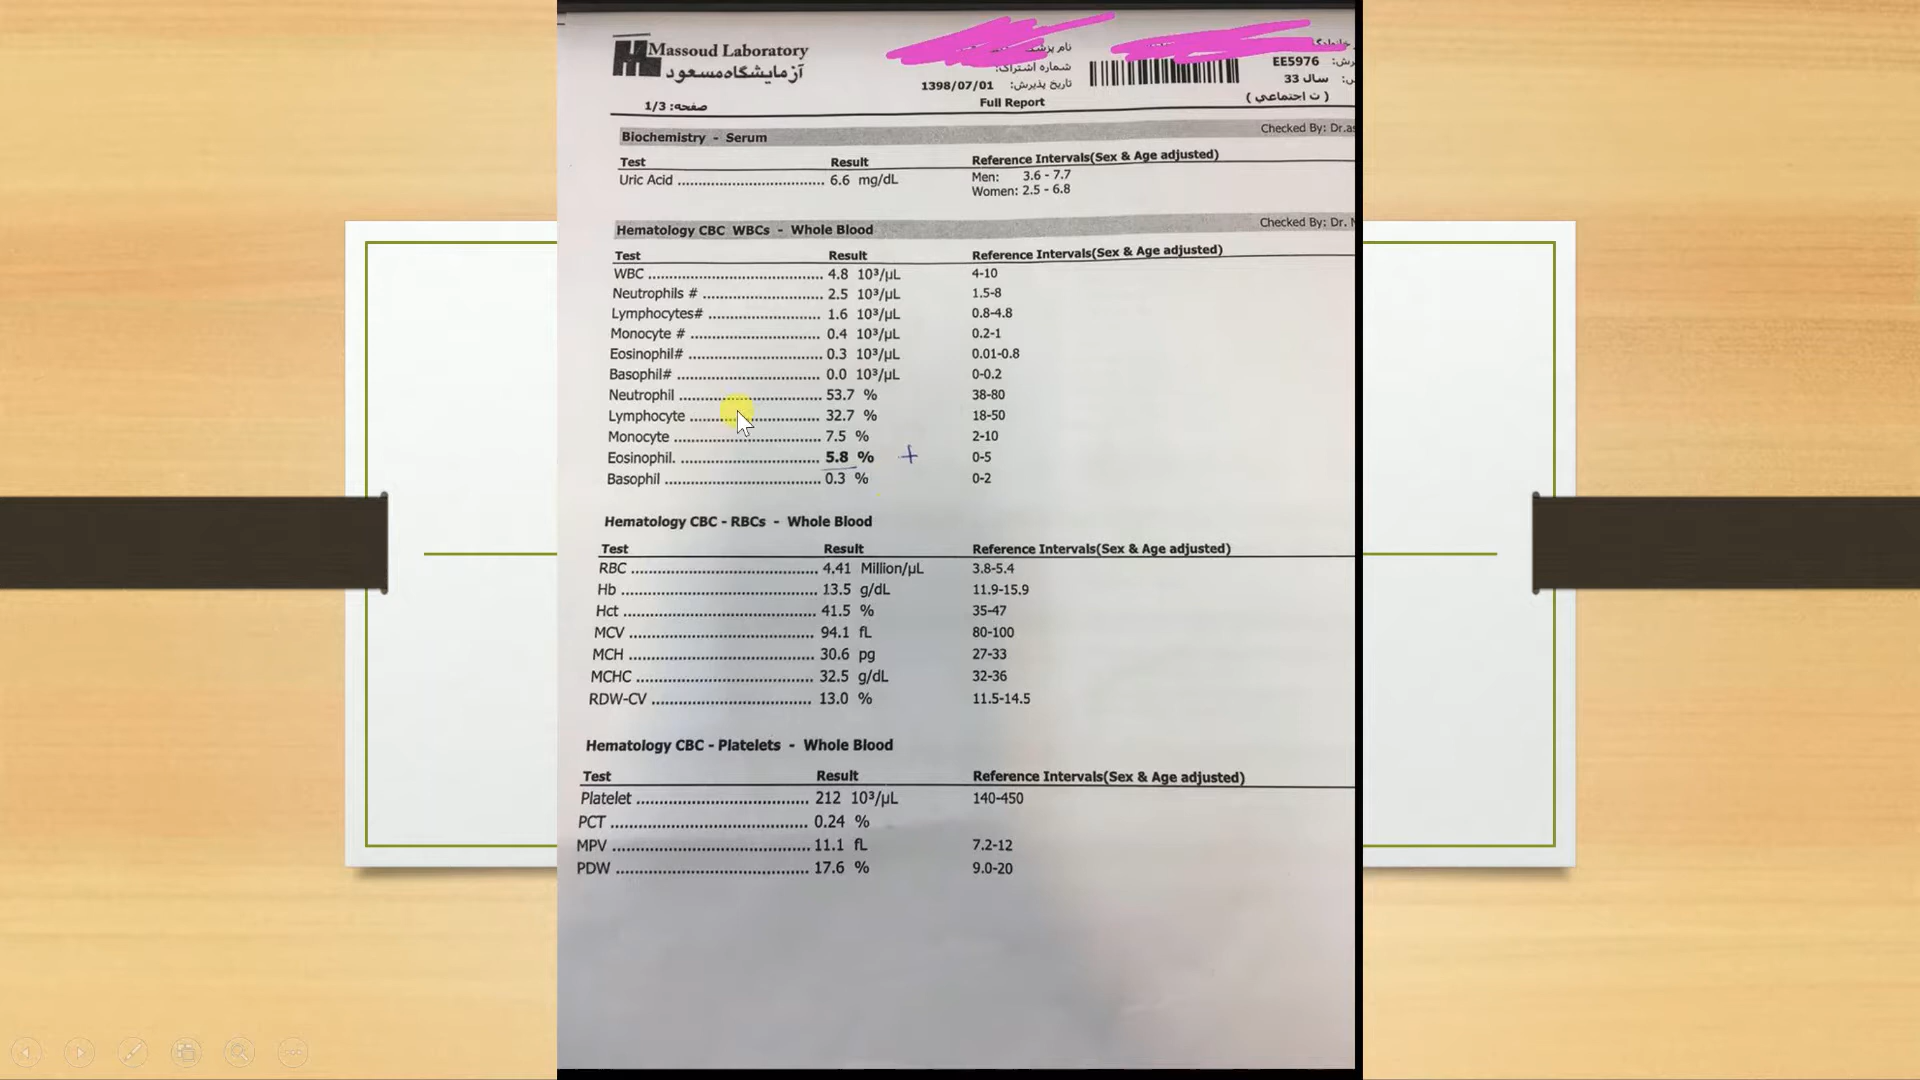 Massoud Laboratory
آزمایشگاه مسعود
نام پزشک
شماره اشتراک:
EE5976
تاریخ پذیرش: 1398/07/01
33 سال
Full Report
( ت اجتماعي )
صفحه: 1/3
Biochemistry - Serum
Checked By: Dr.as
Test Result Reference Intervals(Sex & Age adjusted)
Uric Acid ................................ 6.6 mg/dL Men: 3.6 - 7.7
Women: 2.5 - 6.8
Hematology CBC WBCs - Whole Blood
Checked By: Dr.
Test Result Reference Intervals(Sex & Age adjusted)
WBC ...................................... 4.8 10³/µL 4-10
Neutrophils # .......................... 2.5 10³/µL 1.5-8
Lymphocytes# ......................... 1.6 10³/µL 0.8-4.8
Monocyte # ............................ 0.4 10³/µL 0.2-1
Eosinophil# ............................. 0.3 10³/µL 0.01-0.8
Basophil# ............................... 0.0 10³/µL 0-0.2
Neutrophil ............................... 53.7 % 38-80
Lymphocyte ............................. 32.7 % 18-50
Monocyte ................................ 7.5 % 2-10
Eosinophil. .............................. 5.8 % + 0-5
Basophil .................................. 0.3 % 0-2
Hematology CBC - RBCs - Whole Blood
Test Result Reference Intervals(Sex & Age adjusted)
RBC ........................................ 4.41 Million/µL 3.8-5.4
Hb .......................................... 13.5 g/dL 11.9-15.9
Hct .......................................... 41.5 % 35-47
MCV ........................................ 94.1 fL 80-100
MCH ........................................ 30.6 pg 27-33
MCHC ...................................... 32.5 g/dL 32-36
RDW-CV .................................. 13.0 % 11.5-14.5
Hematology CBC - Platelets - Whole Blood
Test Result Reference Intervals(Sex & Age adjusted)
Platelet ..................................... 212 10³/µL 140-450
PCT .......................................... 0.24 %
MPV ......................................... 11.1 fL 7.2-12
PDW ......................................... 17.6 % 9.0-20